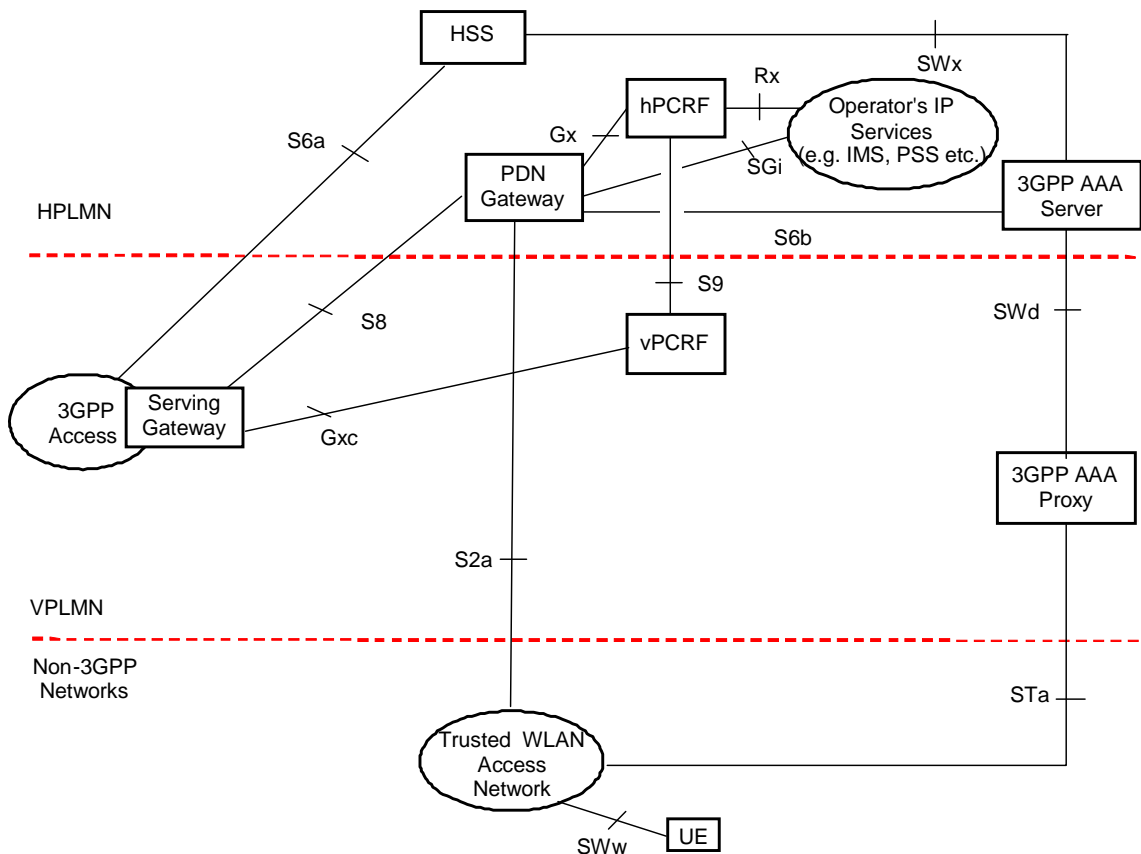 HSS
SWx
Rx
hPCRF
Operator's IP
Services
(e.g. IMS, PSS etc.)
Gx
S6a
SGi
PDN
Gateway
3GPP AAA
Server
HPLMN
S6b
S9
SWd
S8
vPCRF
3GPP
Access
Serving
Gateway
Gxc
3GPP AAA
Proxy
S2a
VPLMN
Non-3GPP
Networks
STa
Trusted WLAN
Access
Network
SWw
UE